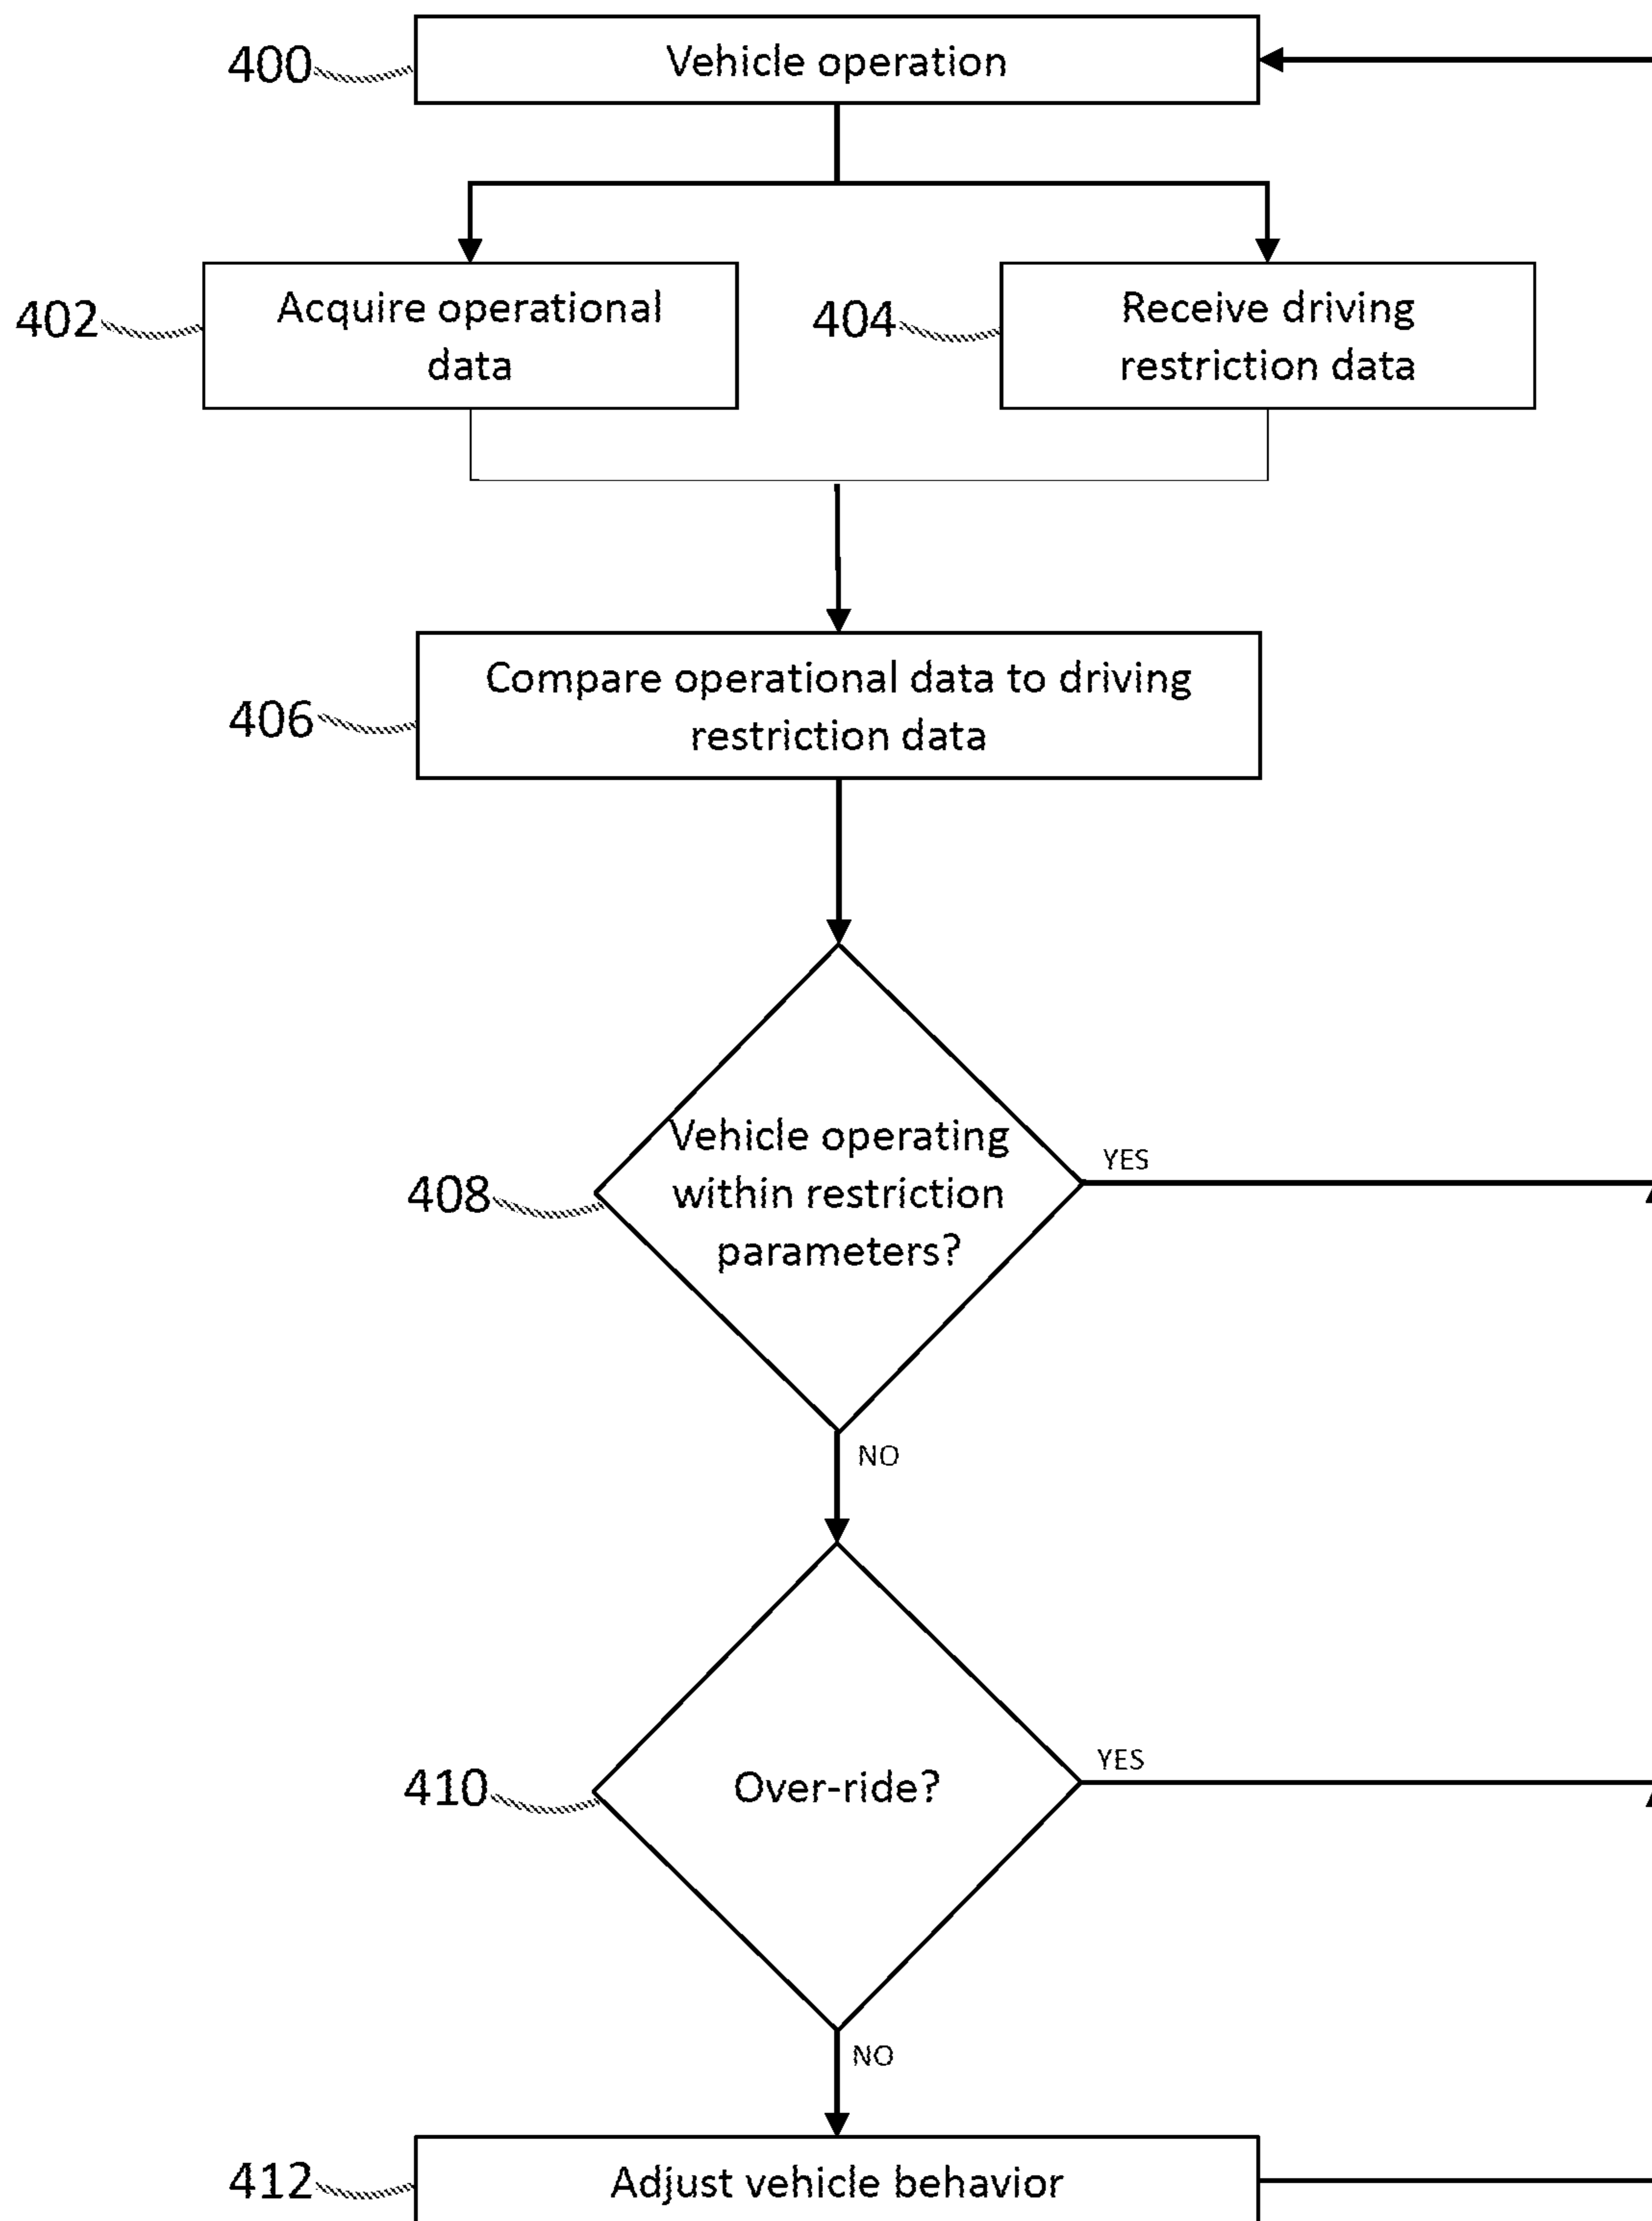 400
Vehicle operation
402
Acquire operational
data
404
Receive driving
restriction data
406
Compare operational data to driving
restriction data
408
Vehicle operating
within restriction
parameters?
YES
NO
410
Over-ride?
YES
NO
412
Adjust vehicle behavior